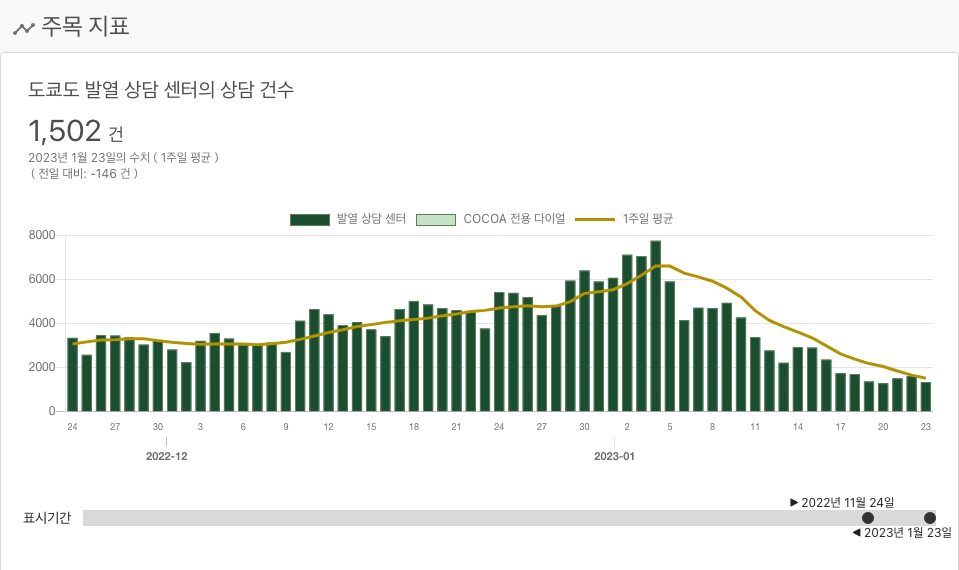 주목 지표
도쿄도 발열 상담 센터의 상담 건수
1,502 건
2023년 1월 23일의 수치 ( 1주일 평균 )
( 전일 대비: -146 건 )
발열 상담 센터 COCOA 전용 다이얼 1주일 평균
8000
6000
4000
2000
0
24 27 30 3 6 9 12 15 18 21 24 27 30 2 5 8 11 14 17 20 23
2022-12 2023-01
▶ 2022년 11월 24일
표시기간
◀ 2023년 1월 23일